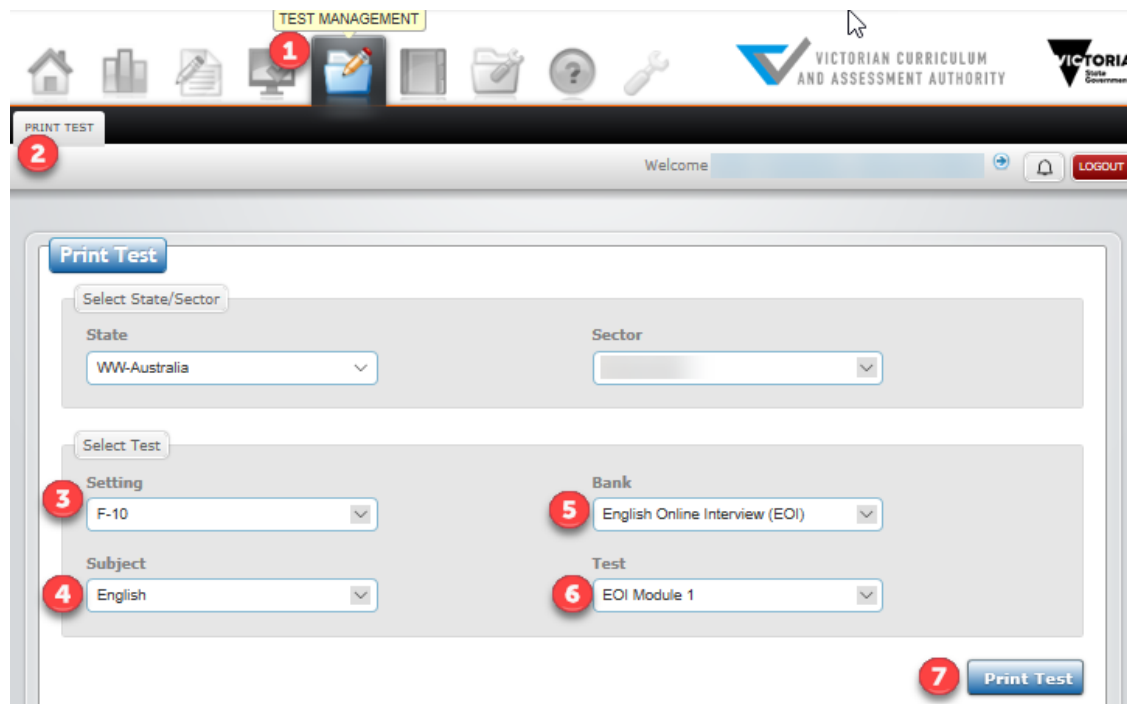 TEST MANAGEMENT
1
VICTORIAN CURRICULUM
AND ASSESSMENT AUTHORITY
VICTORIA
State
Government
PRINT TEST
2
Welcome
LOGOUT
Print Test
Select State/Sector
State
Sector
WW-Australia
Select Test
Setting
Bank
3
F-10
5
English Online Interview (EOI)
Subject
Test
4
English
6
EOI Module 1
7
Print Test